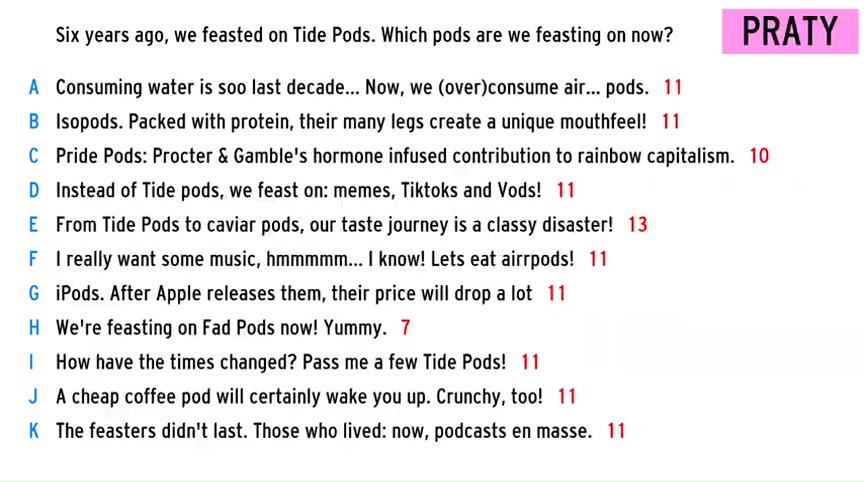 Six years ago, we feasted on Tide Pods. Which pods are we feasting on now?
PRATY
A Consuming water is soo last decade... Now, we (over)consume air... pods. 11
B Isopods. Packed with protein, their many legs create a unique mouthfeel! 11
C Pride Pods: Procter & Gamble's hormone infused contribution to rainbow capitalism. 10
D Instead of Tide pods, we feast on: memes, Tiktoks and Vods! 11
E From Tide Pods to caviar pods, our taste journey is a classy disaster! 13
F I really want some music, hmmmmm... I know! Lets eat airrpods! 11
G iPods. After Apple releases them, their price will drop a lot 11
H We're feasting on Fad Pods now! Yummy. 7
I How have the times changed? Pass me a few Tide Pods! 11
J A cheap coffee pod will certainly wake you up. Crunchy, too! 11
K The feasters didn't last. Those who lived: now, podcasts en masse. 11